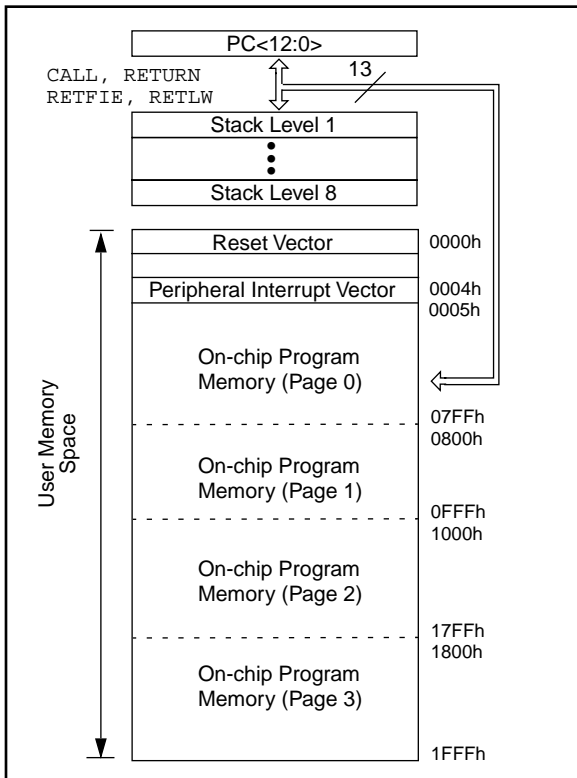 PC<12:0>
CALL, RETURN
RETFIE, RETLW
13
Stack Level 1
Stack Level 8
Reset Vector
0000h
Peripheral Interrupt Vector
0004h
0005h
On-chip Program
Memory (Page 0)
07FFh
0800h
User Memory
Space
On-chip Program
Memory (Page 1)
0FFFh
1000h
On-chip Program
Memory (Page 2)
17FFh
1800h
On-chip Program
Memory (Page 3)
1FFFh